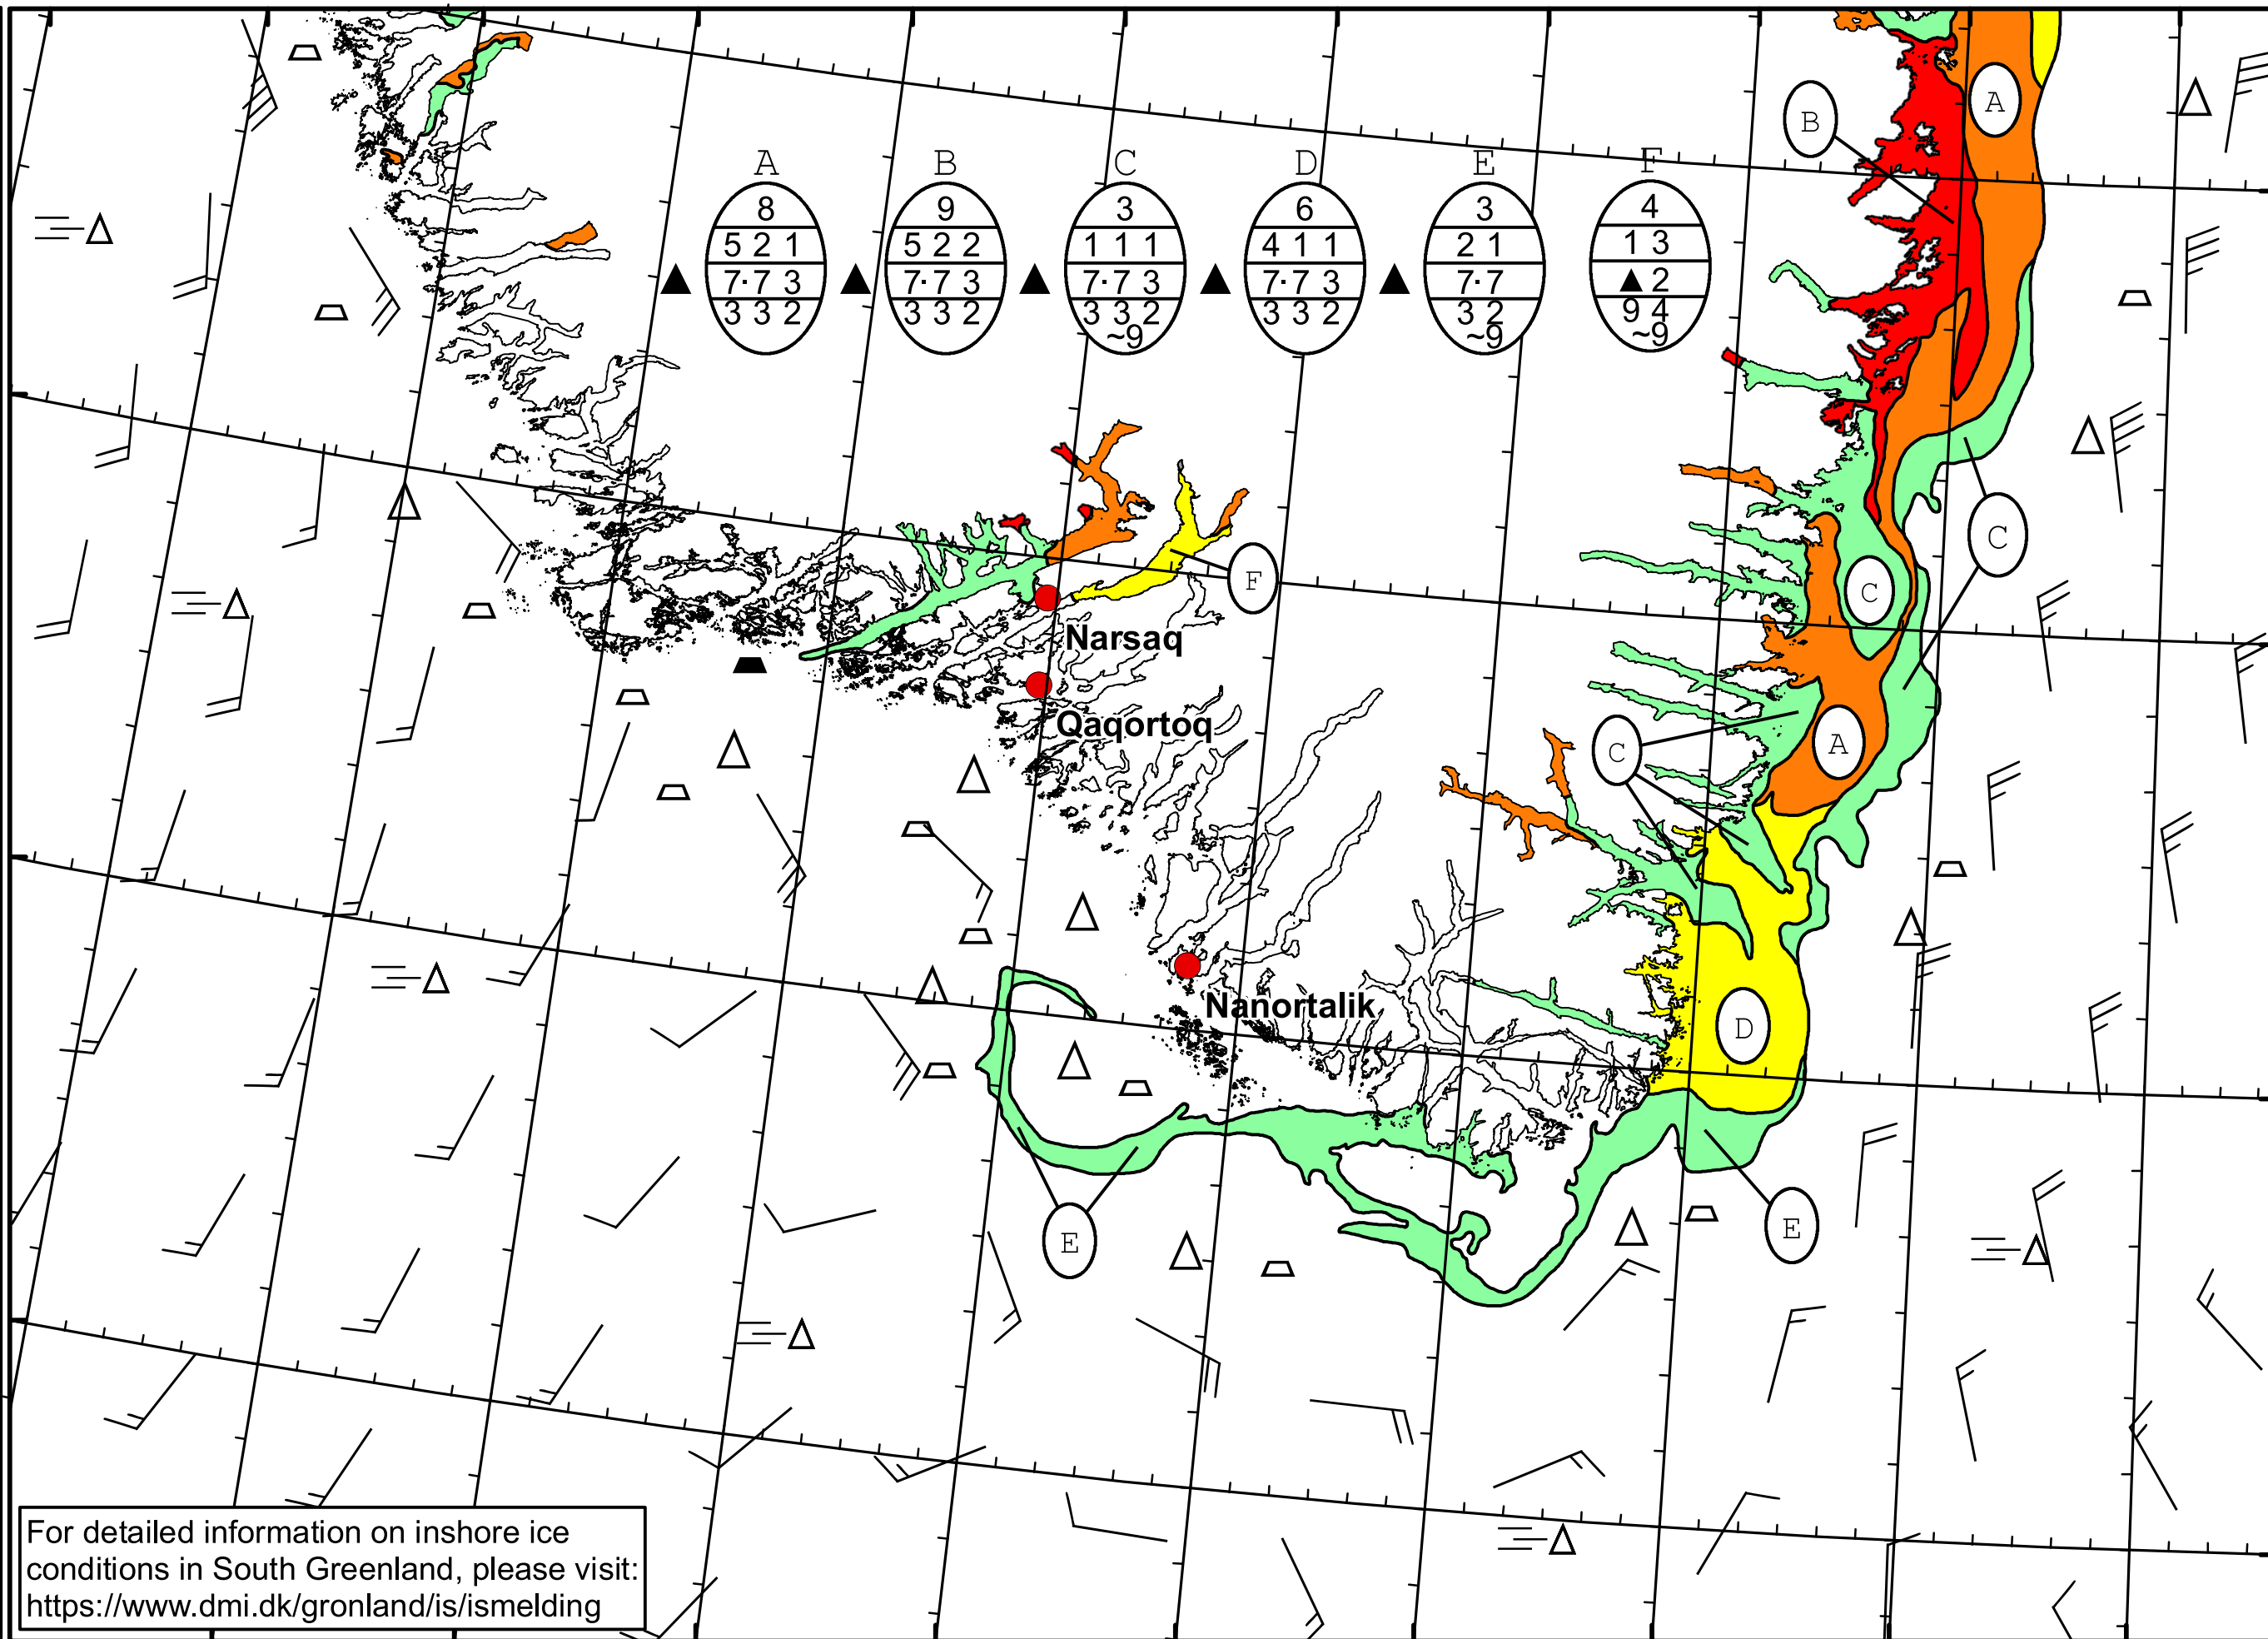 A B C D E F
8 9 3 6 3 4
5 2 1 5 2 2 1 1 1 4 1 1 2 1 1 3
7·7 3 7·7 3 7·7 3 7·7 3 7·7 ▲ 2
3 3 2 3 3 2 3 3 2 3 3 2 3 2 9 4
~9 ~9 ~9
A
B
C
F
C
Narsaq
Qaqortoq
C
A
Nanortalik
D
E
E
For detailed information on inshore ice
conditions in South Greenland, please visit:
https://www.dmi.dk/gronland/is/ismelding